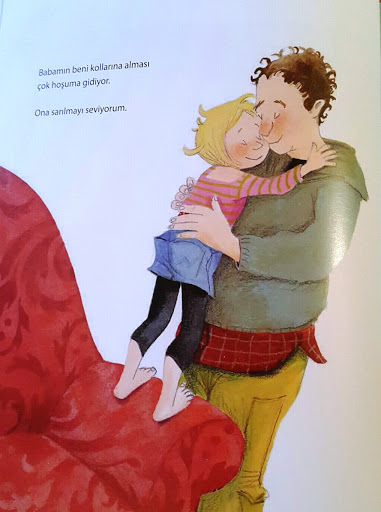 Babamın beni kollarına alması
çok hoşuma gidiyor.
Ona sarılmayı seviyorum.